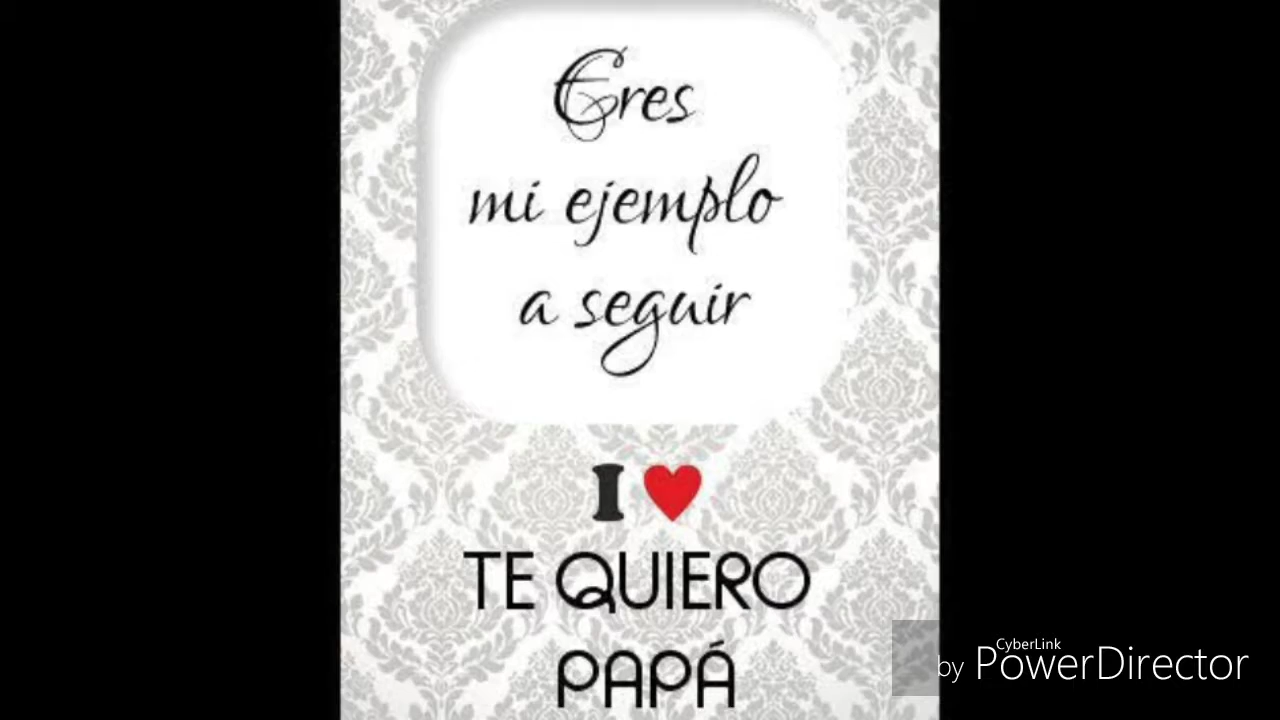 Eres
mi ejemplo
a seguir
I ❤
TE QUIERO
PAPÁ
CyberLink
by PowerDirector